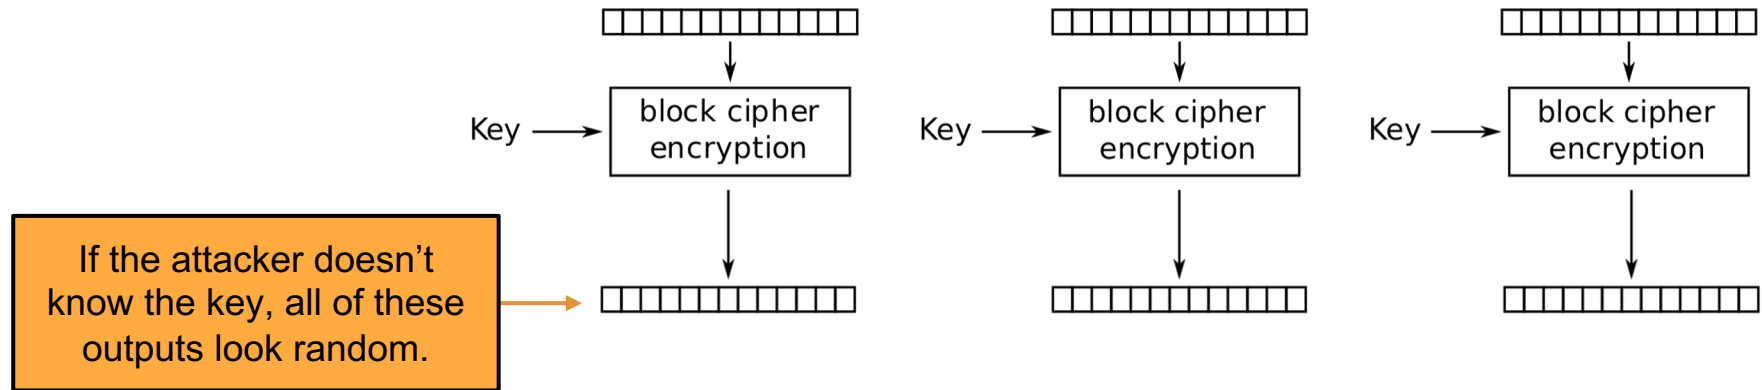 block cipher
encryption
Key
block cipher
encryption
Key
block cipher
encryption
Key
If the attacker doesn’t
know the key, all of these
outputs look random.